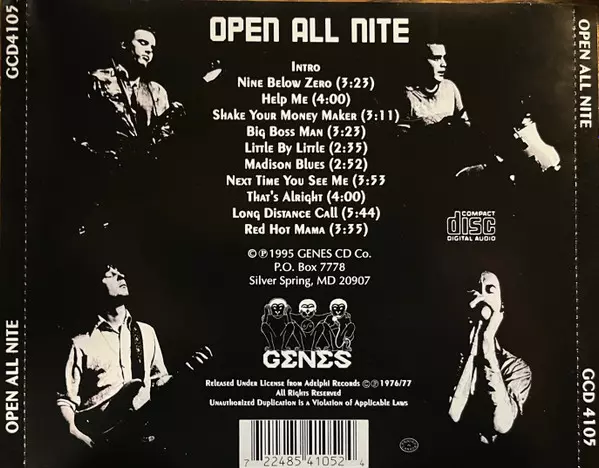 GCD4105
OPEN ALL NITE
OPEN ALL NITE
Intro
Nine Below Zero (3:23)
Help Me (4:00)
Shake Your Money Maker (3:11)
Big Boss Man (3:23)
Little By Little (2:35)
Madison Blues (2:52)
Next Time You See Me (3:53
That's Alright (4:00)
Long Distance Call (5:44)
Red Hot Mama (3:35)
COMPACT
disc
DIGITAL AUDIO
© ℗ 1995 GENES CD Co.
P.O. Box 7778
Silver Spring, MD 20907
GENES
Released Under License from Adelphi Records © ℗ 1976/77
All Rights Reserved
Unauthorized Duplication is a Violation of Applicable Laws
7 22485 41052 4
OPEN ALL NITE
GCD 4105